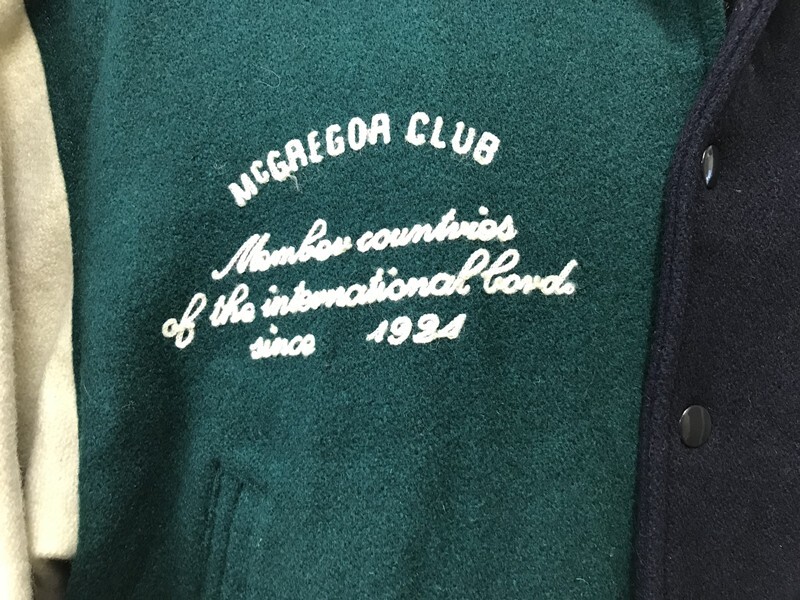 McGREGOR CLUB
Member countries
of the international bord.
since 1921